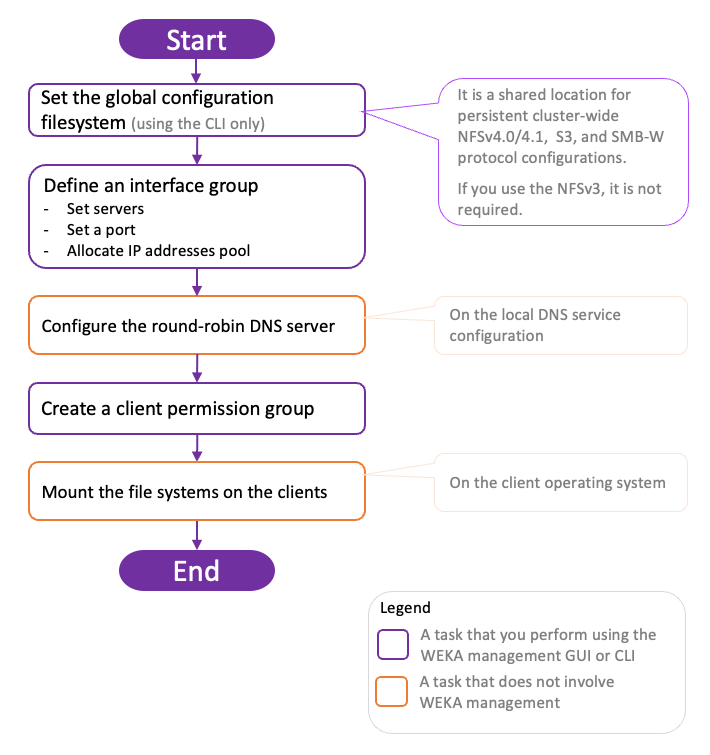 Start
Set the global configuration
filesystem (using the CLI only)
It is a shared location for
persistent cluster-wide
NFSv4.0/4.1, S3, and SMB-W
protocol configurations.
If you use the NFSv3, it is not
required.
Define an interface group
- Set servers
- Set a port
- Allocate IP addresses pool
Configure the round-robin DNS server
On the local DNS service
configuration
Create a client permission group
Mount the file systems on the clients
On the client operating system
End
Legend
A task that you perform using the
WEKA management GUI or CLI
A task that does not involve
WEKA management